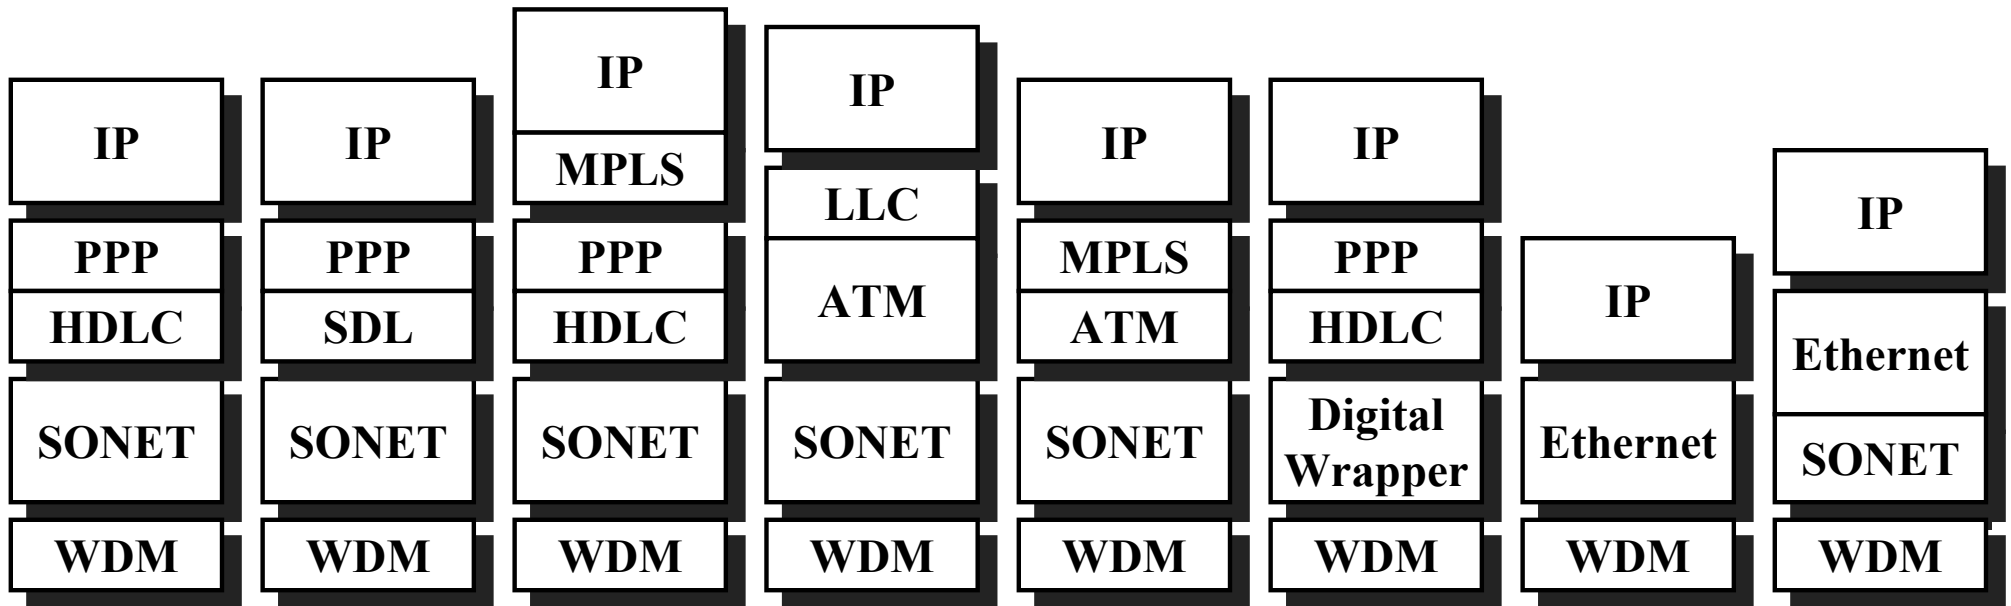 IP
PPP
HDLC
SONET
WDM
IP
PPP
SDL
SONET
WDM
IP
MPLS
PPP
HDLC
SONET
WDM
IP
LLC
ATM
SONET
WDM
IP
MPLS
ATM
SONET
WDM
IP
PPP
HDLC
Digital
Wrapper
WDM
IP
Ethernet
WDM
IP
Ethernet
SONET
WDM